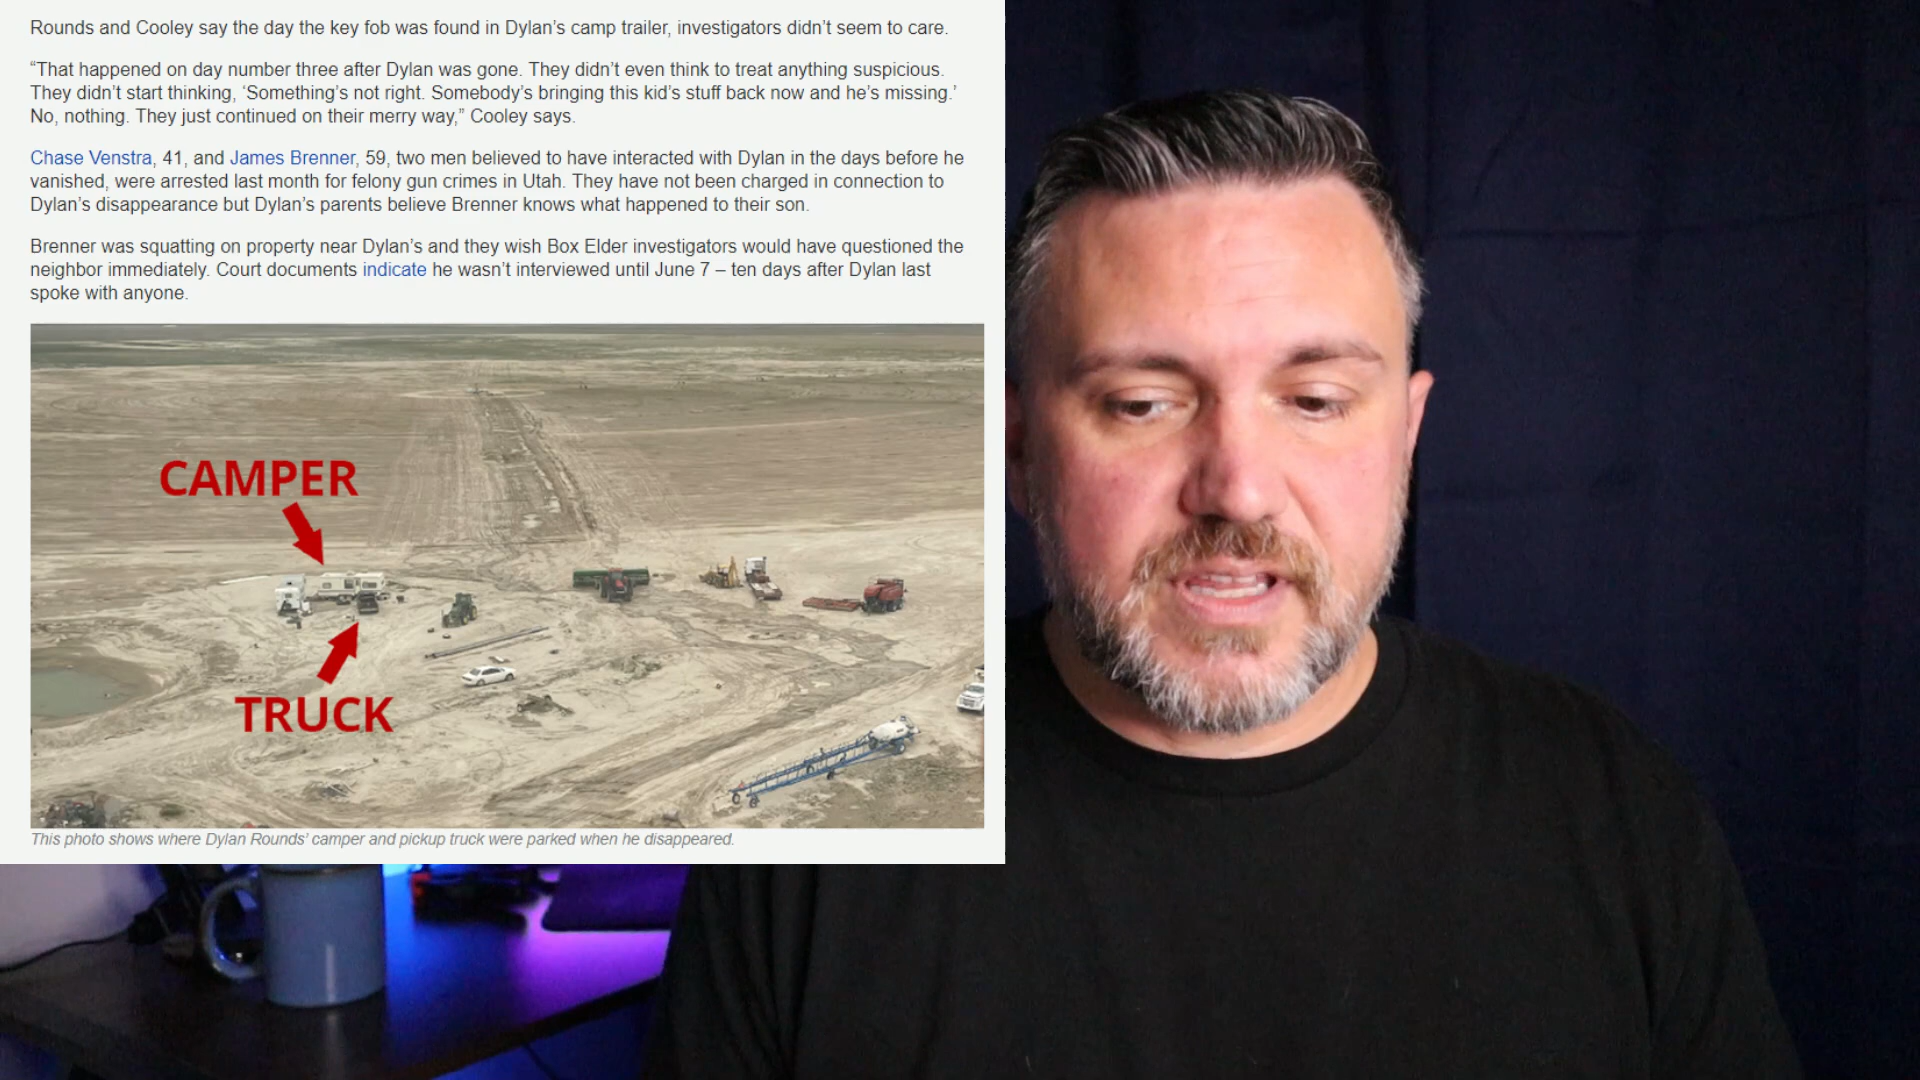 Rounds and Cooley say the day the key fob was found in Dylan’s camp trailer, investigators didn’t seem to care.
“That happened on day number three after Dylan was gone. They didn’t even think to treat anything suspicious.
They didn’t start thinking, ‘Something’s not right. Somebody’s bringing this kid’s stuff back now and he’s missing.’
No, nothing. They just continued on their merry way,” Cooley says.
Chase Venstra, 41, and James Brenner, 59, two men believed to have interacted with Dylan in the days before he
vanished, were arrested last month for felony gun crimes in Utah. They have not been charged in connection to
Dylan’s disappearance but Dylan’s parents believe Brenner knows what happened to their son.
Brenner was squatting on property near Dylan’s and they wish Box Elder investigators would have questioned the
neighbor immediately. Court documents indicate he wasn’t interviewed until June 7 – ten days after Dylan last
spoke with anyone.
CAMPER
TRUCK
This photo shows where Dylan Rounds’ camper and pickup truck were parked when he disappeared.